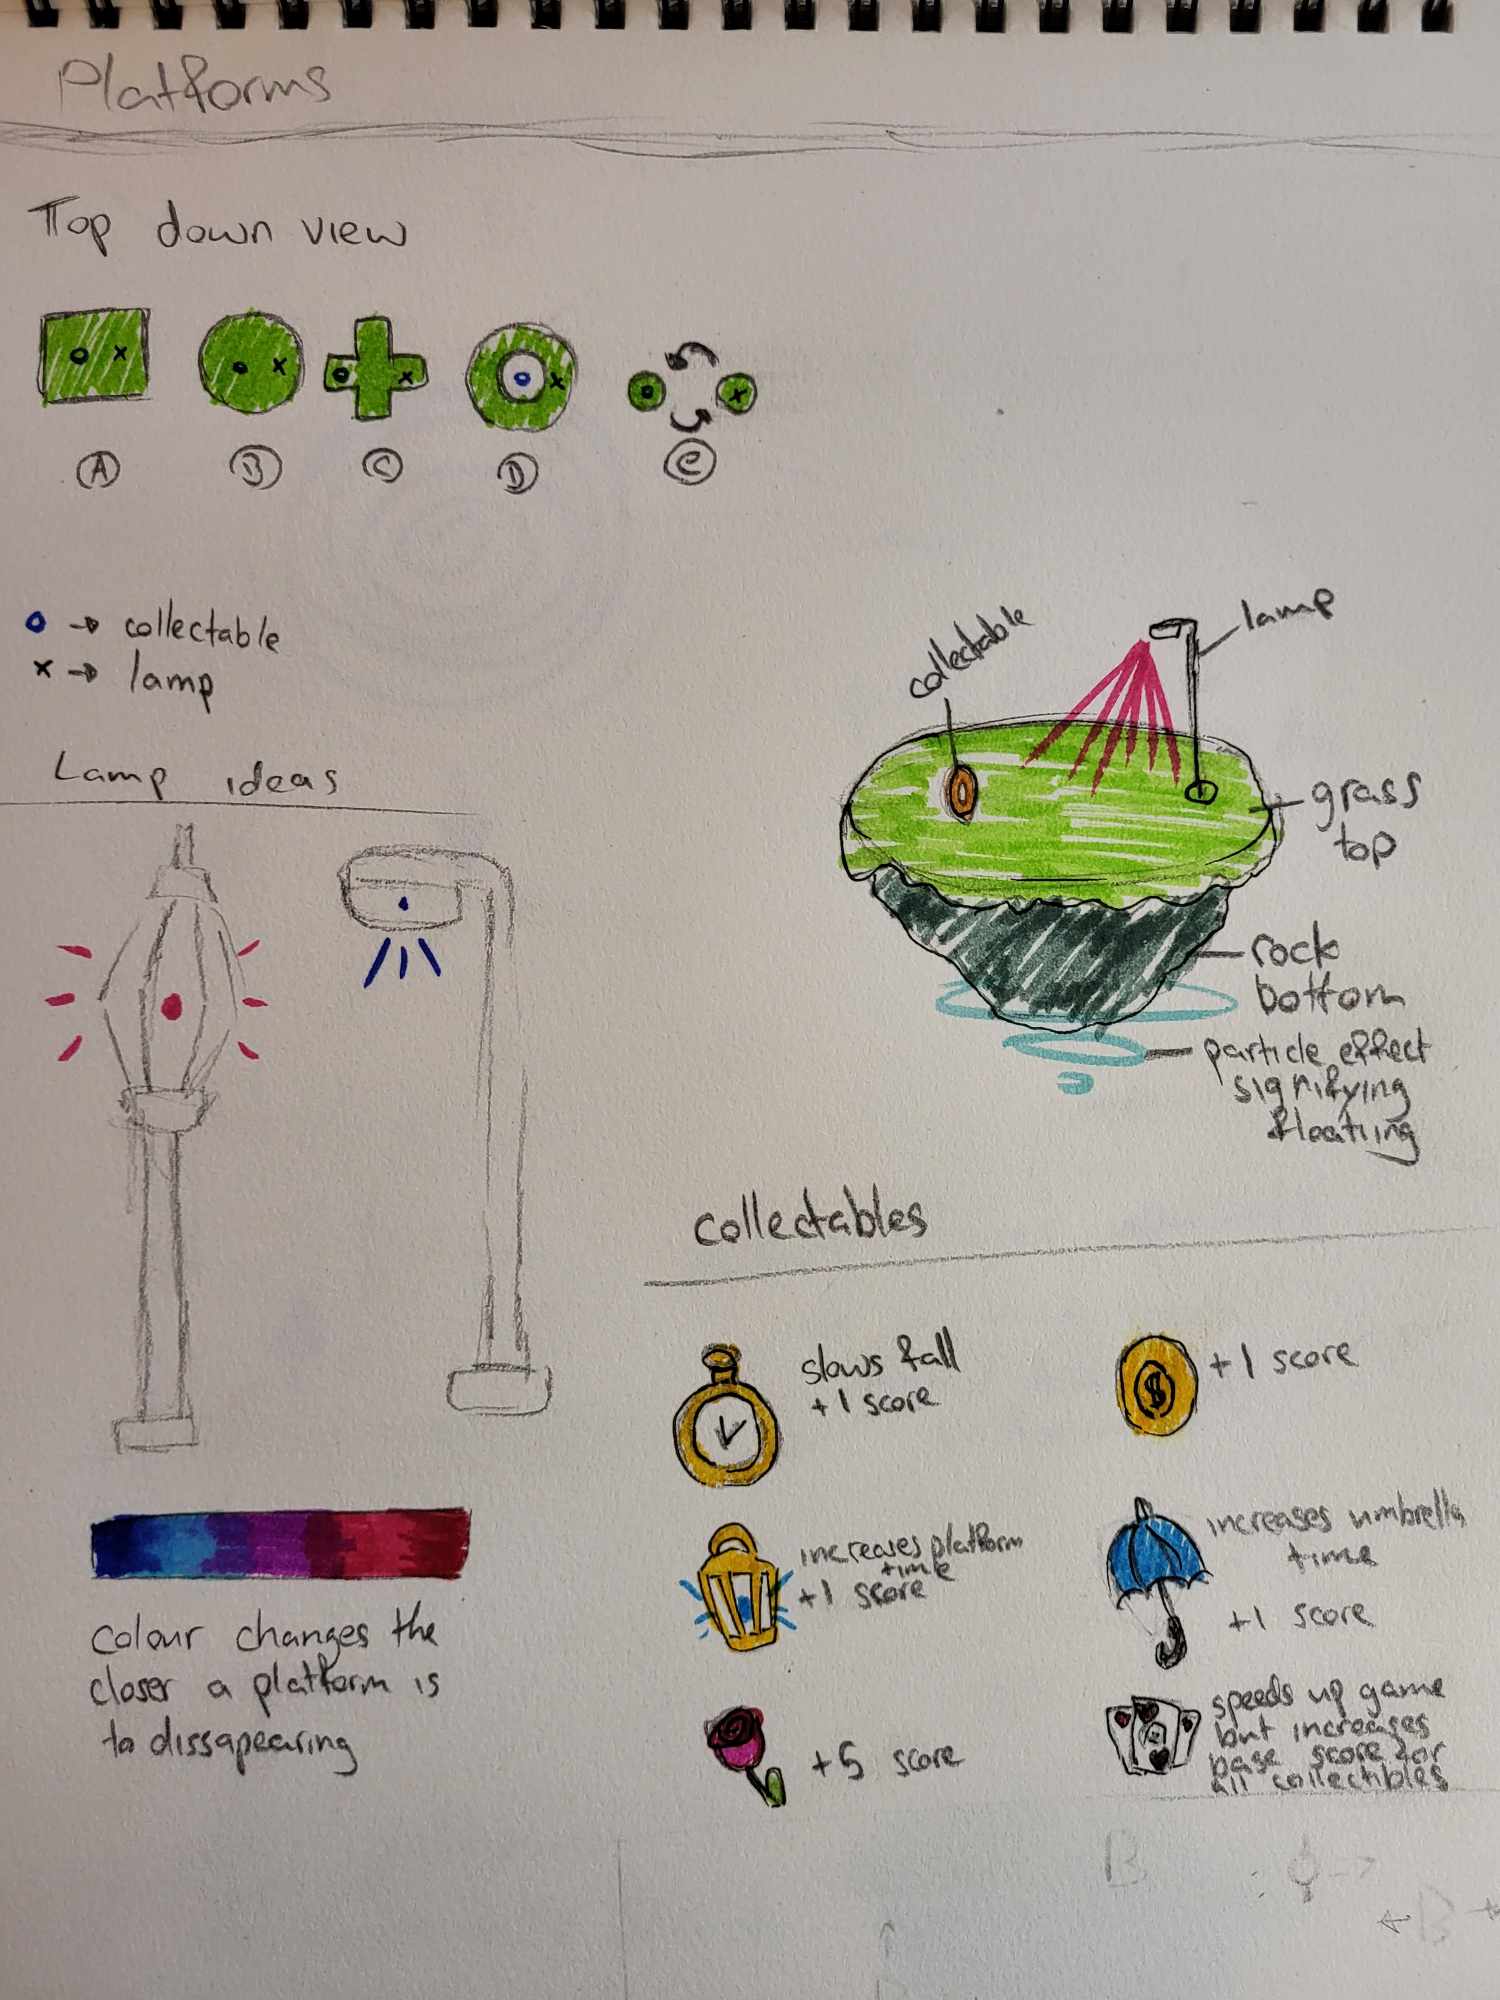 Platforms
Top down view
A B C D e
o → collectable
x → lamp
Lamp ideas
collectable
lamp
grass
top
rock
bottom
particle effect
signifying
floating
collectables
slows fall
+1 score
$
+1 score
increases platform
time
+1 score
increases umbrella
time
+1 score
+5 score
speeds up game
but increases
base score for
all collectibles
colour changes the
closer a platform is
to dissapearing
B
B